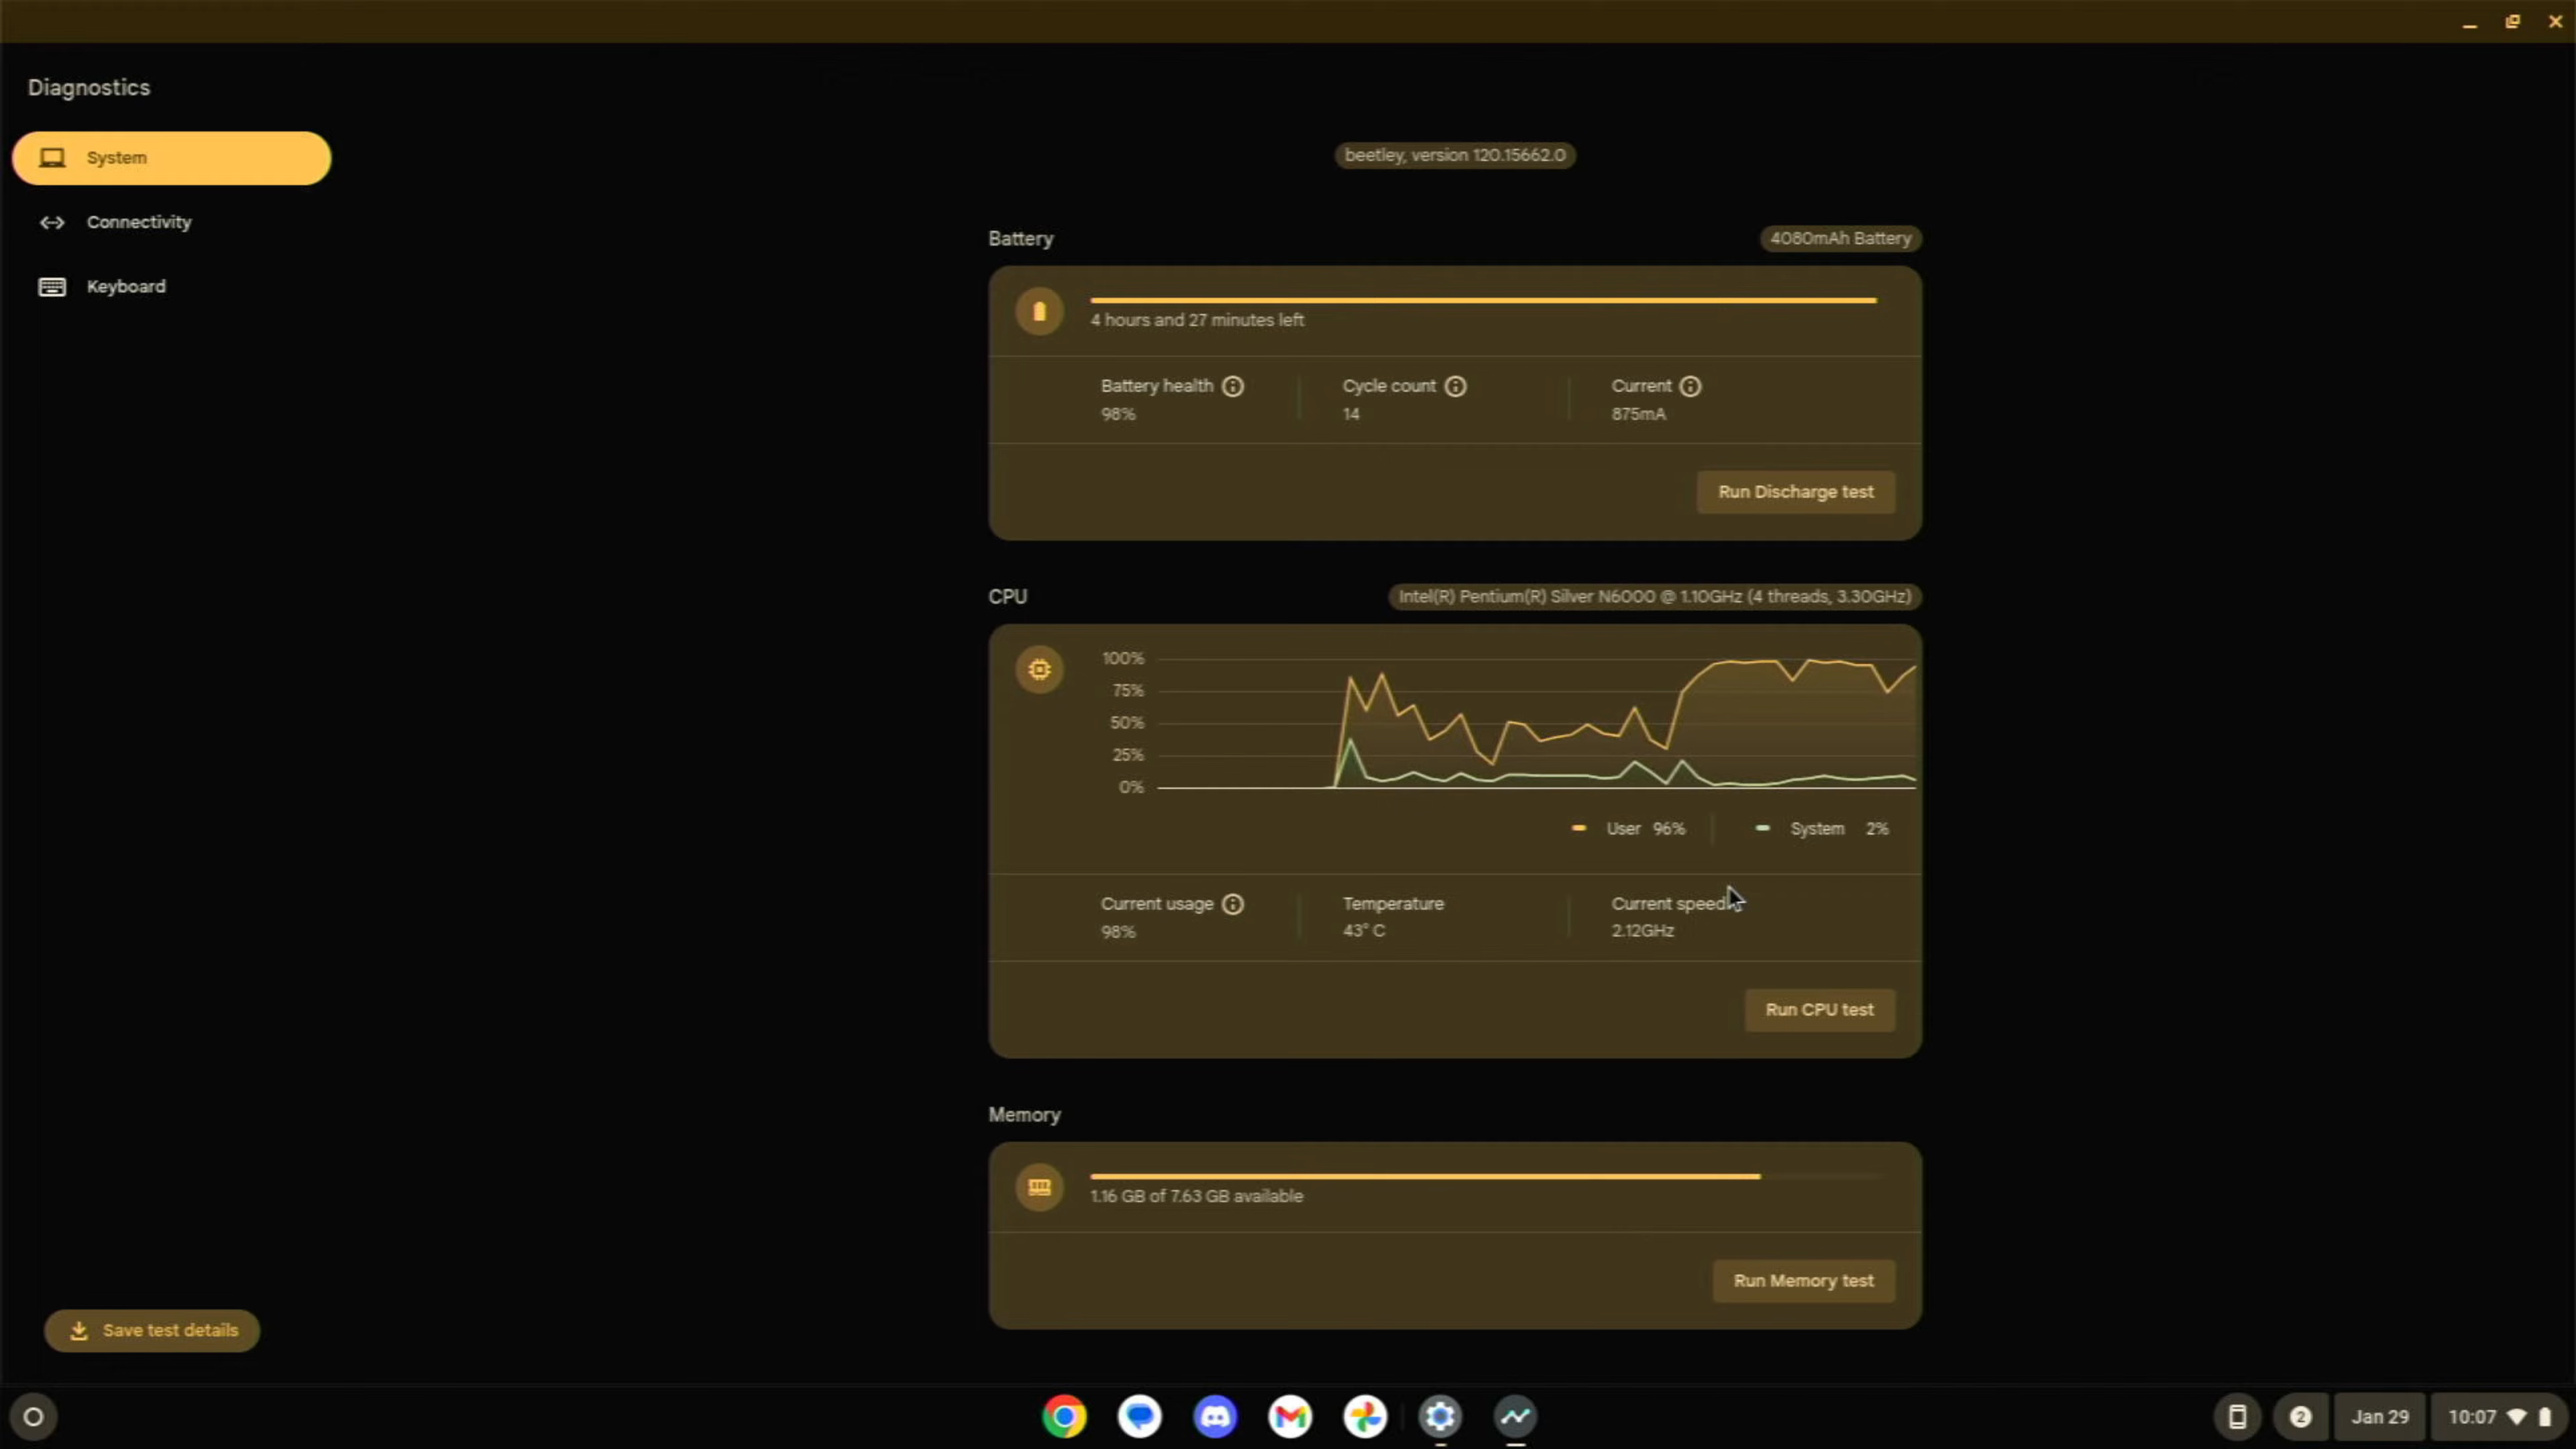 Diagnostics
System
Connectivity
Keyboard
beetley, version 120.15662.0
Battery
4080mAh Battery
4 hours and 27 minutes left
Battery health
98%
Cycle count
14
Current
875mA
Run Discharge test
CPU
Intel(R) Pentium(R) Silver N6000 @ 1.10GHz (4 threads, 3.30GHz)
100%
75%
50%
25%
0%
User 96%
System 2%
Current usage
98%
Temperature
43° C
Current speed
2.12GHz
Run CPU test
Memory
1.16 GB of 7.63 GB available
Run Memory test
Save test details
2
Jan 29
10:07